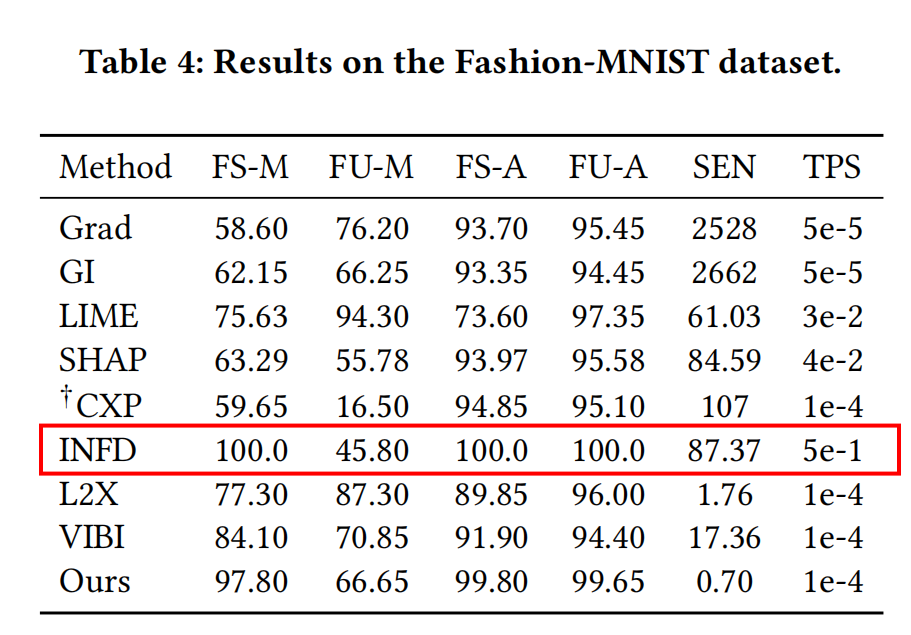 Table 4: Results on the Fashion-MNIST dataset.
Method FS-M FU-M FS-A FU-A SEN TPS
Grad 58.60 76.20 93.70 95.45 2528 5e-5
GI 62.15 66.25 93.35 94.45 2662 5e-5
LIME 75.63 94.30 73.60 97.35 61.03 3e-2
SHAP 63.29 55.78 93.97 95.58 84.59 4e-2
†CXP 59.65 16.50 94.85 95.10 107 1e-4
INFD 100.0 45.80 100.0 100.0 87.37 5e-1
L2X 77.30 87.30 89.85 96.00 1.76 1e-4
VIBI 84.10 70.85 91.90 94.40 17.36 1e-4
Ours 97.80 66.65 99.80 99.65 0.70 1e-4